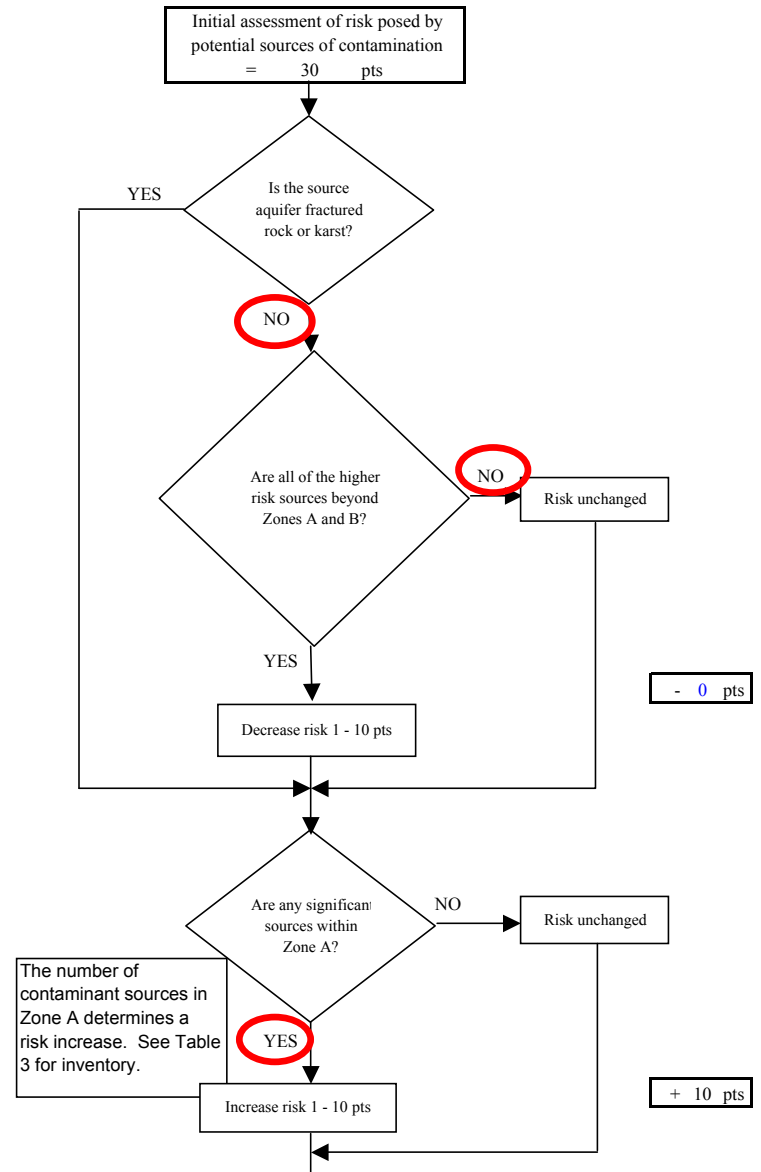 Initial assessment of risk posed by
potential sources of contamination
= 30 pts
YES
Is the source
aquifer fractured
rock or karst?
NO
Are all of the higher
risk sources beyond
Zones A and B?
NO
Risk unchanged
YES
- 0 pts
Decrease risk 1 - 10 pts
Are any significant
sources within
Zone A?
NO
Risk unchanged
The number of
contaminant sources in
Zone A determines a
risk increase. See Table
3 for inventory.
YES
Increase risk 1 - 10 pts
+ 10 pts